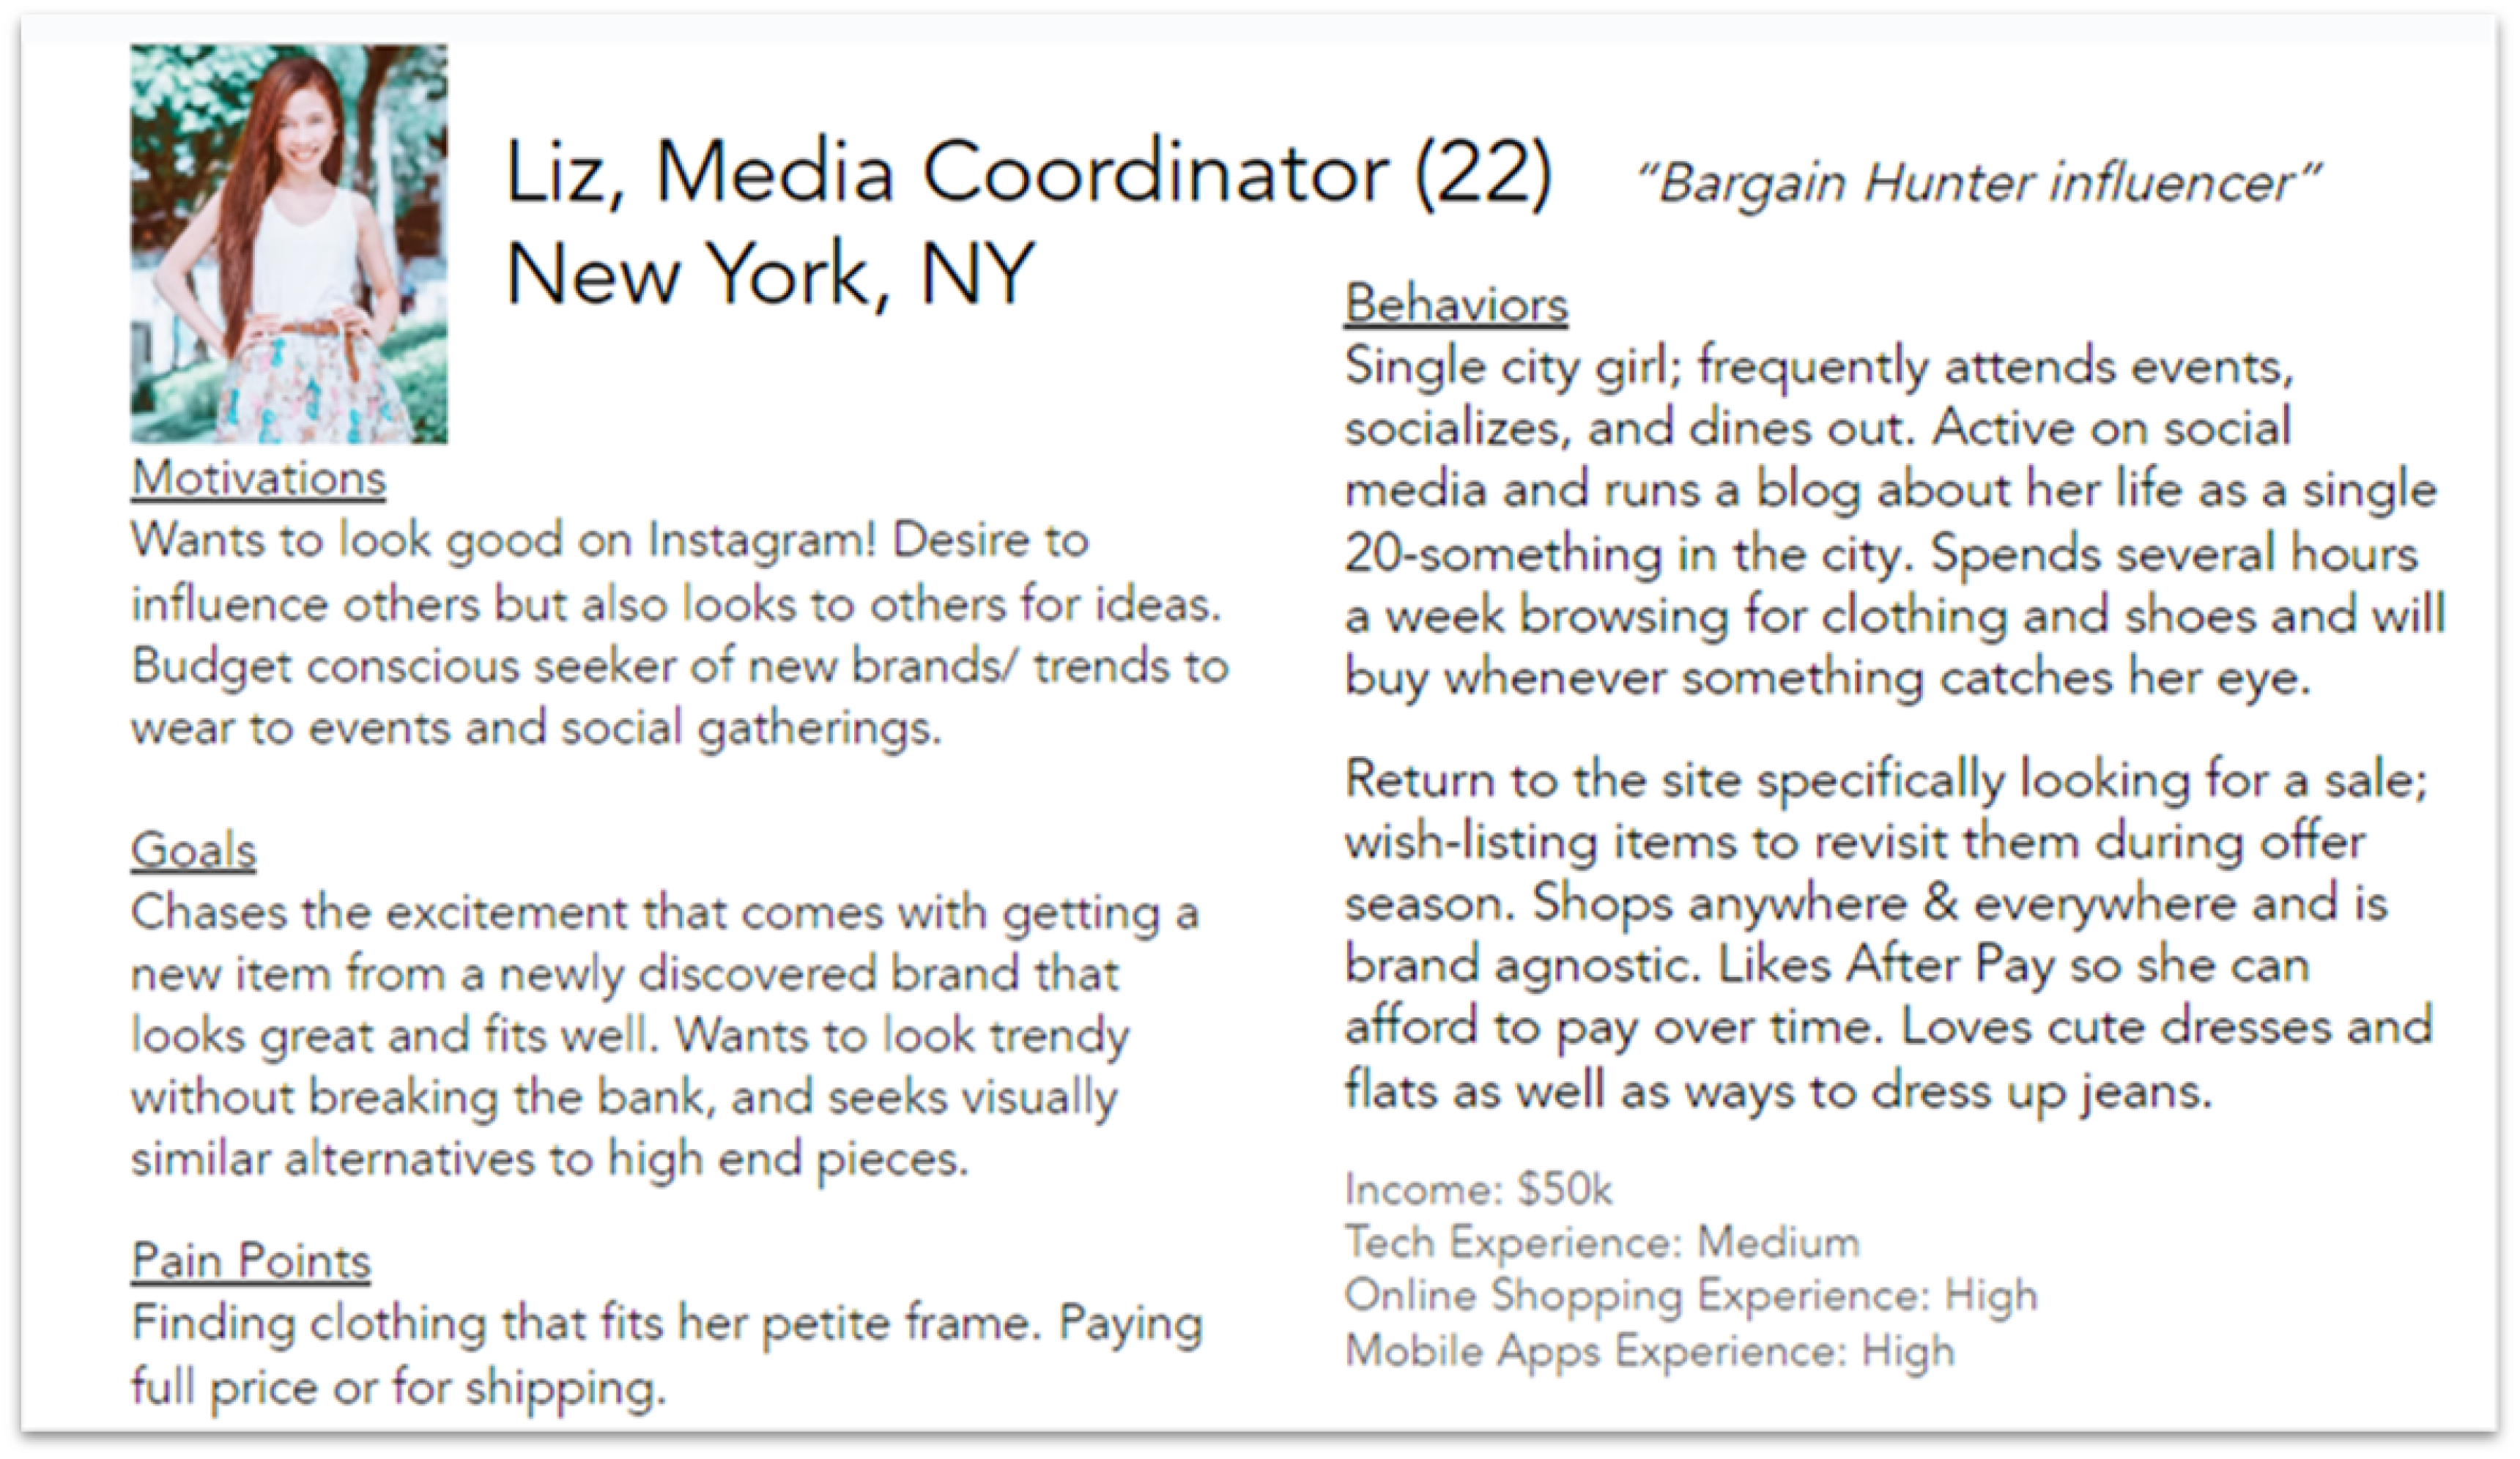 Liz, Media Coordinator (22)
New York, NY
“Bargain Hunter influencer”
Motivations
Wants to look good on Instagram! Desire to
influence others but also looks to others for ideas.
Budget conscious seeker of new brands/ trends to
wear to events and social gatherings.
Goals
Chases the excitement that comes with getting a
new item from a newly discovered brand that
looks great and fits well. Wants to look trendy
without breaking the bank, and seeks visually
similar alternatives to high end pieces.
Pain Points
Finding clothing that fits her petite frame. Paying
full price or for shipping.
Behaviors
Single city girl; frequently attends events,
socializes, and dines out. Active on social
media and runs a blog about her life as a single
20-something in the city. Spends several hours
a week browsing for clothing and shoes and will
buy whenever something catches her eye.
Return to the site specifically looking for a sale;
wish-listing items to revisit them during offer
season. Shops anywhere & everywhere and is
brand agnostic. Likes After Pay so she can
afford to pay over time. Loves cute dresses and
flats as well as ways to dress up jeans.
Income: $50k
Tech Experience: Medium
Online Shopping Experience: High
Mobile Apps Experience: High